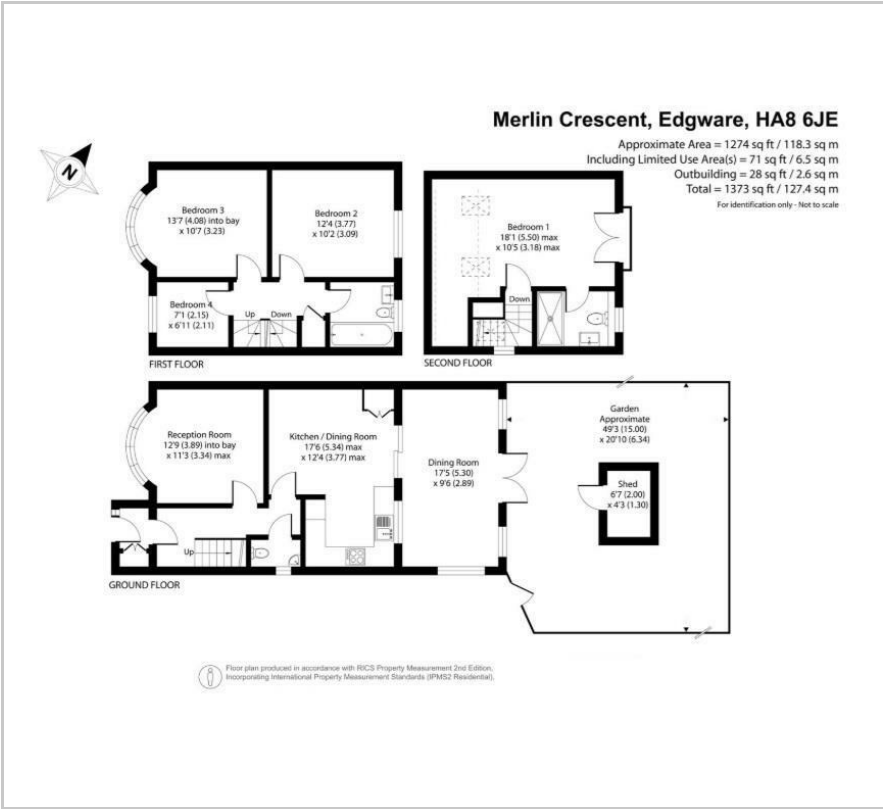 Merlin Crescent, Edgware, HA8 6JE
Approximate Area = 1274 sq ft / 118.3 sq m
Including Limited Use Area(s) = 71 sq ft / 6.5 sq m
Outbuilding = 28 sq ft / 2.6 sq m
Total = 1373 sq ft / 127.4 sq m
For identification only - Not to scale
N
Bedroom 3
13'7 (4.08) into bay
x 10'7 (3.23)
Bedroom 2
12'4 (3.77)
x 10'2 (3.09)
Bedroom 4
7'1 (2.15)
x 6'11 (2.11)
Up
Down
FIRST FLOOR
Bedroom 1
18'1 (5.50) max
x 10'5 (3.18) max
Down
SECOND FLOOR
Reception Room
12'9 (3.89) into bay
x 11'3 (3.34) max
Kitchen / Dining Room
17'6 (5.34) max
x 12'4 (3.77) max
Dining Room
17'5 (5.30)
x 9'6 (2.89)
Garden
Approximate
49'3 (15.00)
x 20'10 (6.34)
Shed
6'7 (2.00)
x 4'3 (1.30)
Up
GROUND FLOOR
Floor plan produced in accordance with RICS Property Measurement 2nd Edition,
Incorporating International Property Measurement Standards (IPMS2 Residential).